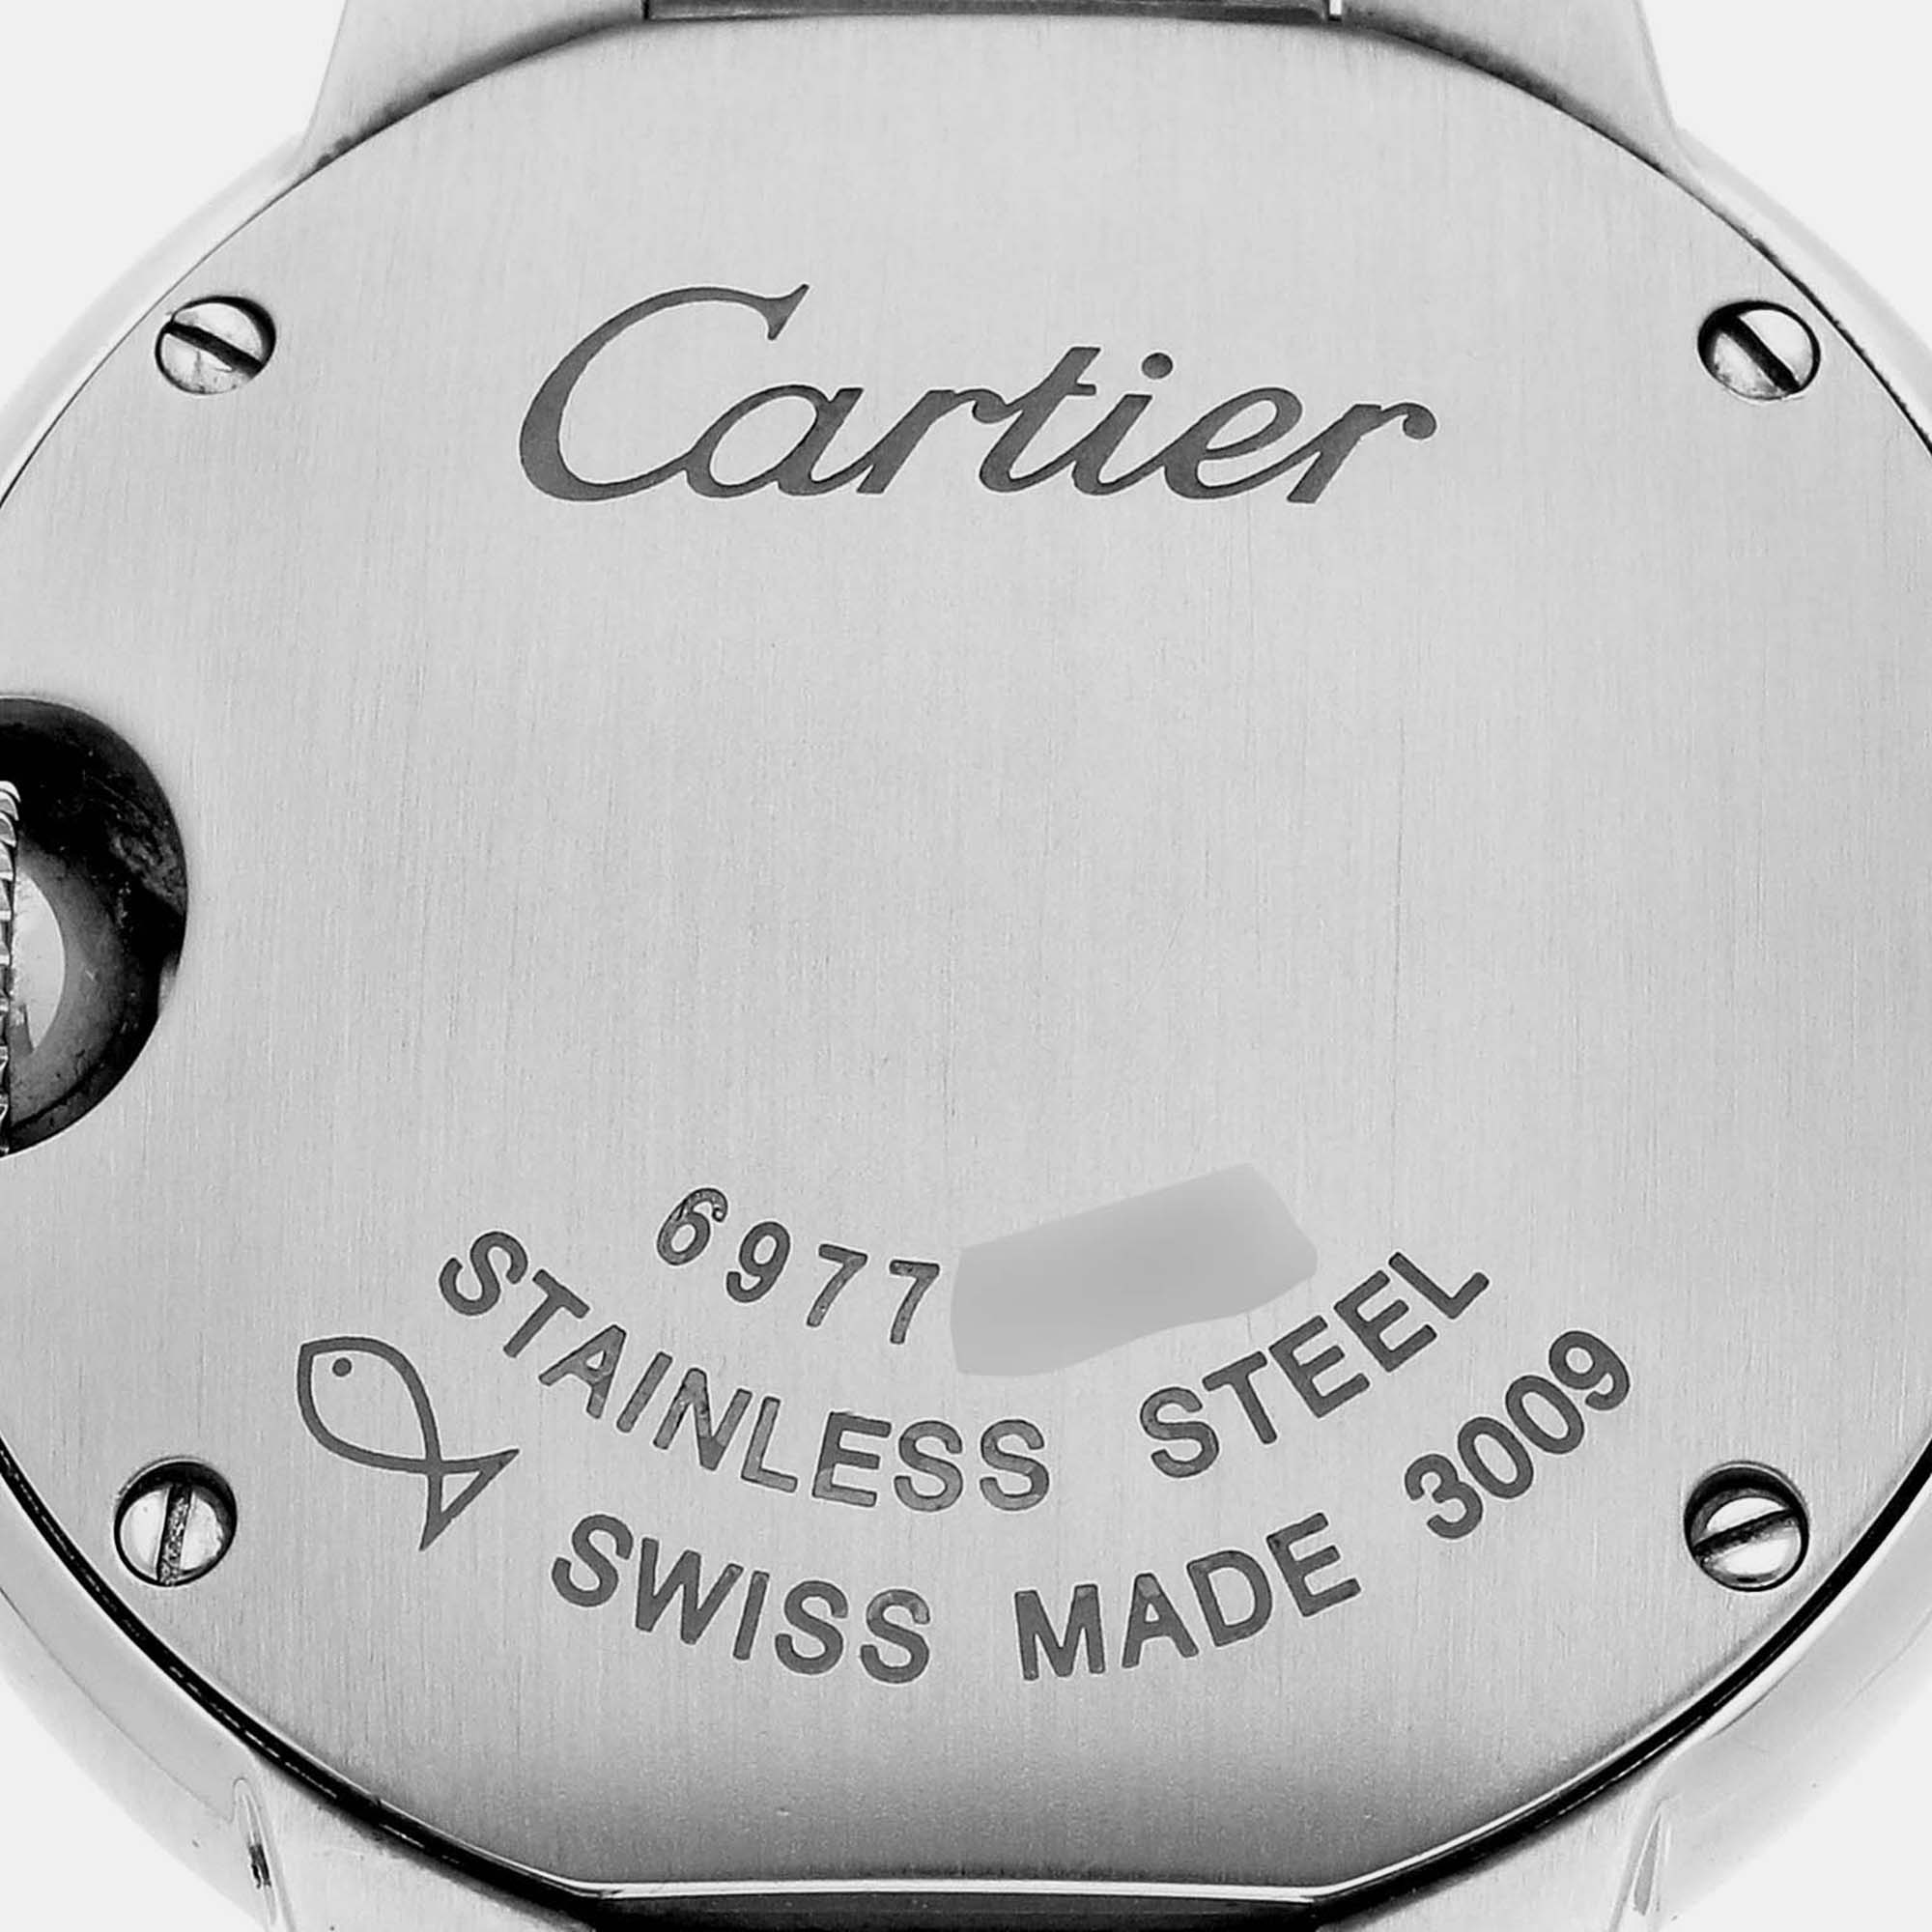 Cartier
6977
STAINLESS STEEL
SWISS MADE 3009